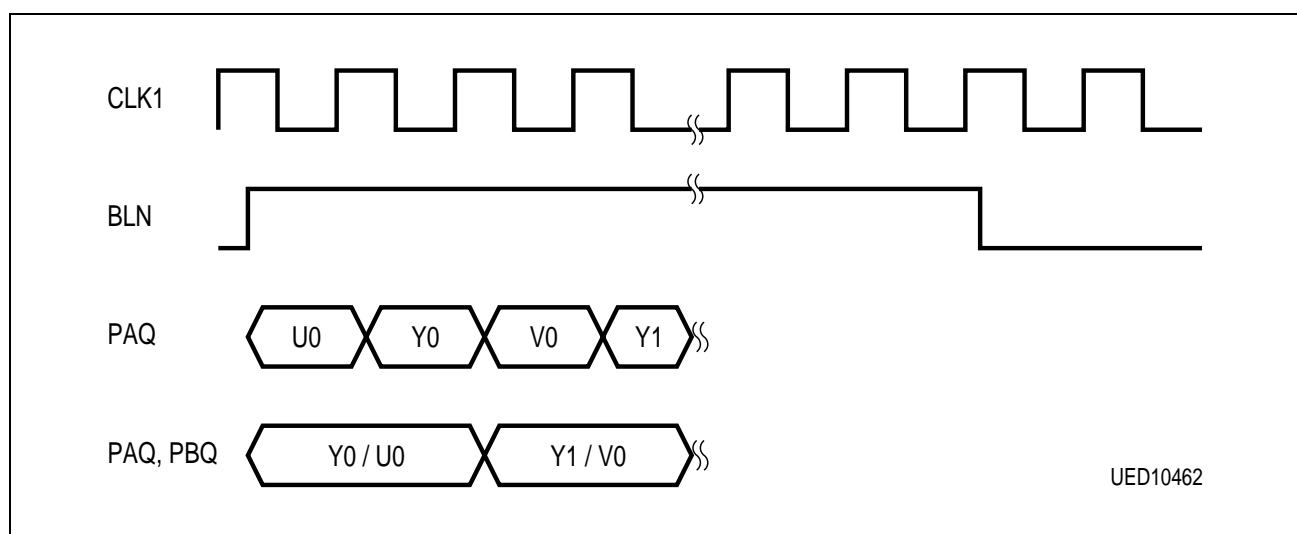 CLK1
BLN
PAQ U0 Y0 V0 Y1
PAQ, PBQ Y0 / U0 Y1 / V0
UED10462